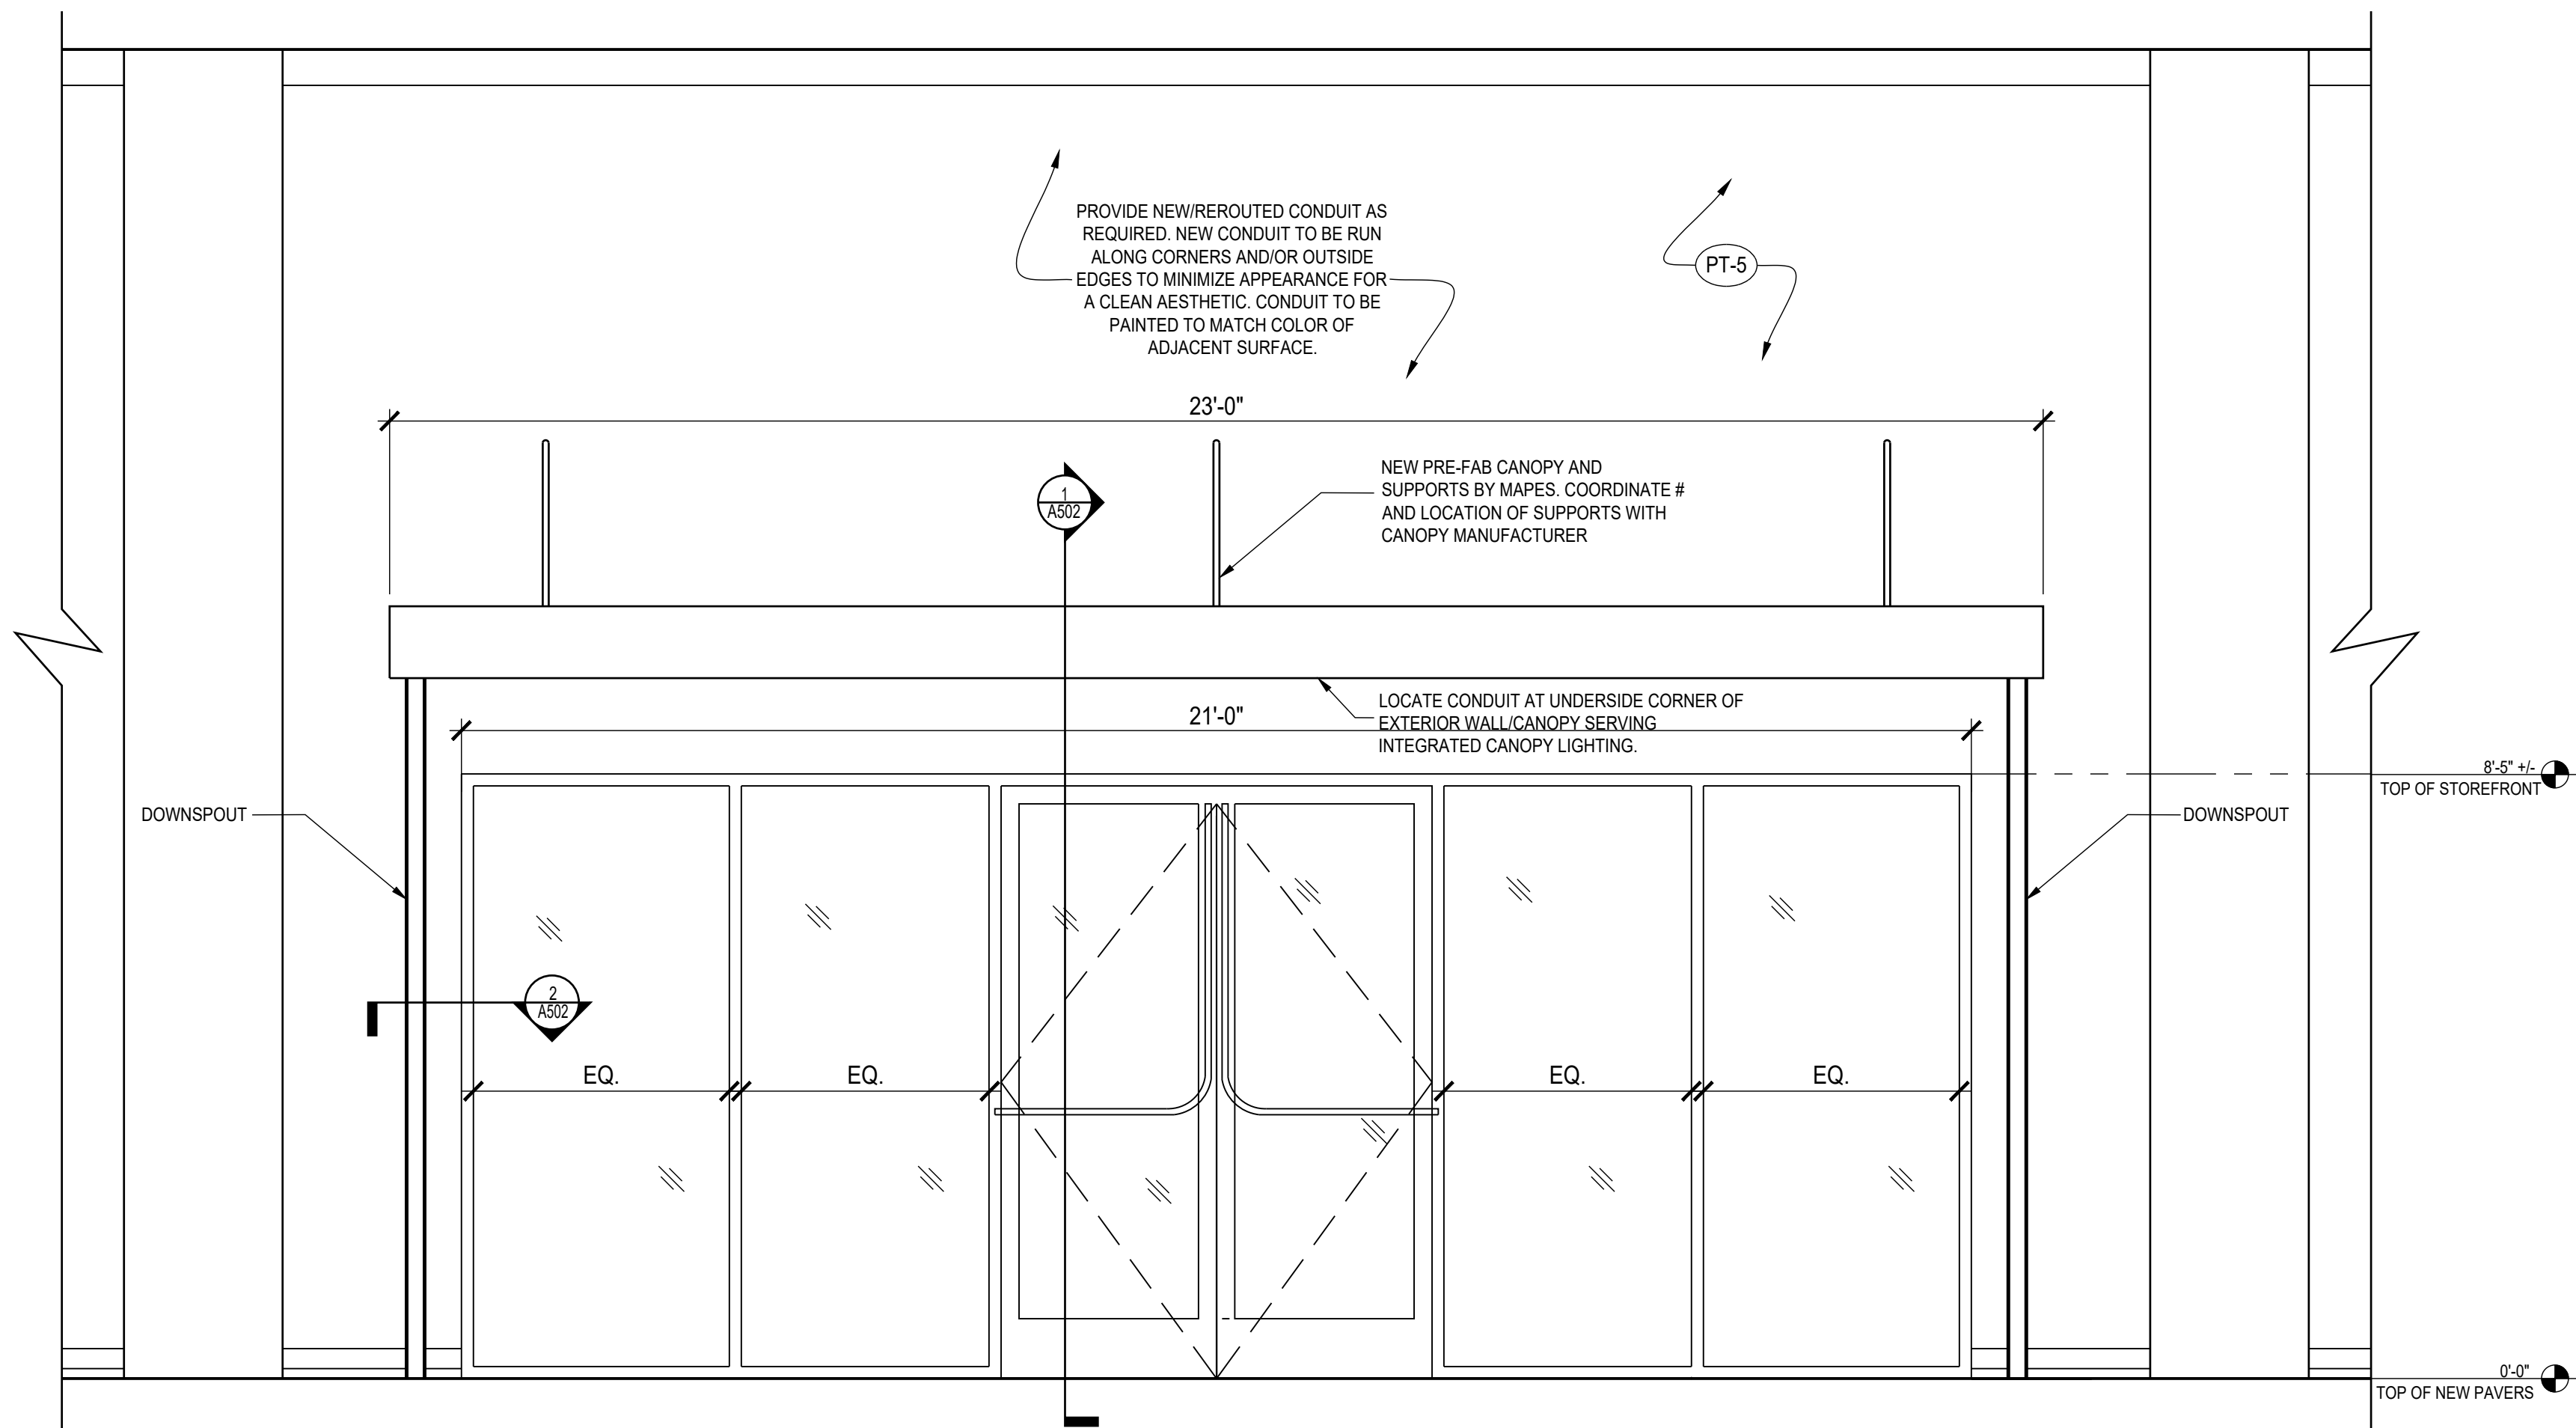 PROVIDE NEW/REROUTED CONDUIT AS
REQUIRED. NEW CONDUIT TO BE RUN
ALONG CORNERS AND/OR OUTSIDE
EDGES TO MINIMIZE APPEARANCE FOR
A CLEAN AESTHETIC. CONDUIT TO BE
PAINTED TO MATCH COLOR OF
ADJACENT SURFACE.
PT-5
23'-0"
NEW PRE-FAB CANOPY AND
SUPPORTS BY MAPES. COORDINATE #
AND LOCATION OF SUPPORTS WITH
CANOPY MANUFACTURER
1
A502
LOCATE CONDUIT AT UNDERSIDE CORNER OF
EXTERIOR WALL/CANOPY SERVING
INTEGRATED CANOPY LIGHTING.
21'-0"
8'-5" +/-
TOP OF STOREFRONT
DOWNSPOUT
DOWNSPOUT
2
A502
EQ.
EQ.
EQ.
EQ.
0'-0"
TOP OF NEW PAVERS